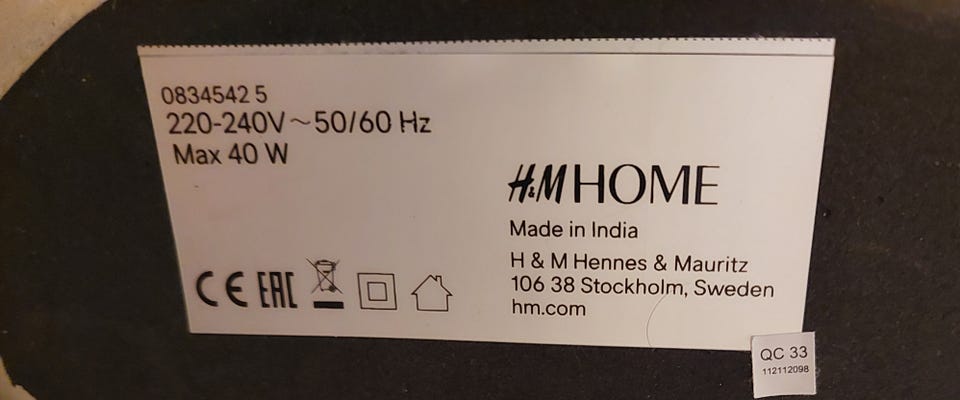 0834542 5
220-240V~50/60 Hz
Max 40 W
H&M HOME
Made in India
H & M Hennes & Mauritz
106 38 Stockholm, Sweden
hm.com
CE EAC
QC 33
112112098